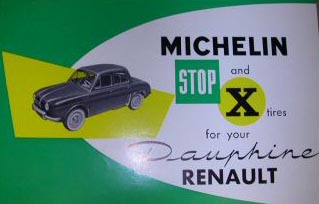 MICHELIN
STOP and
X tires
for your
Dauphine
RENAULT